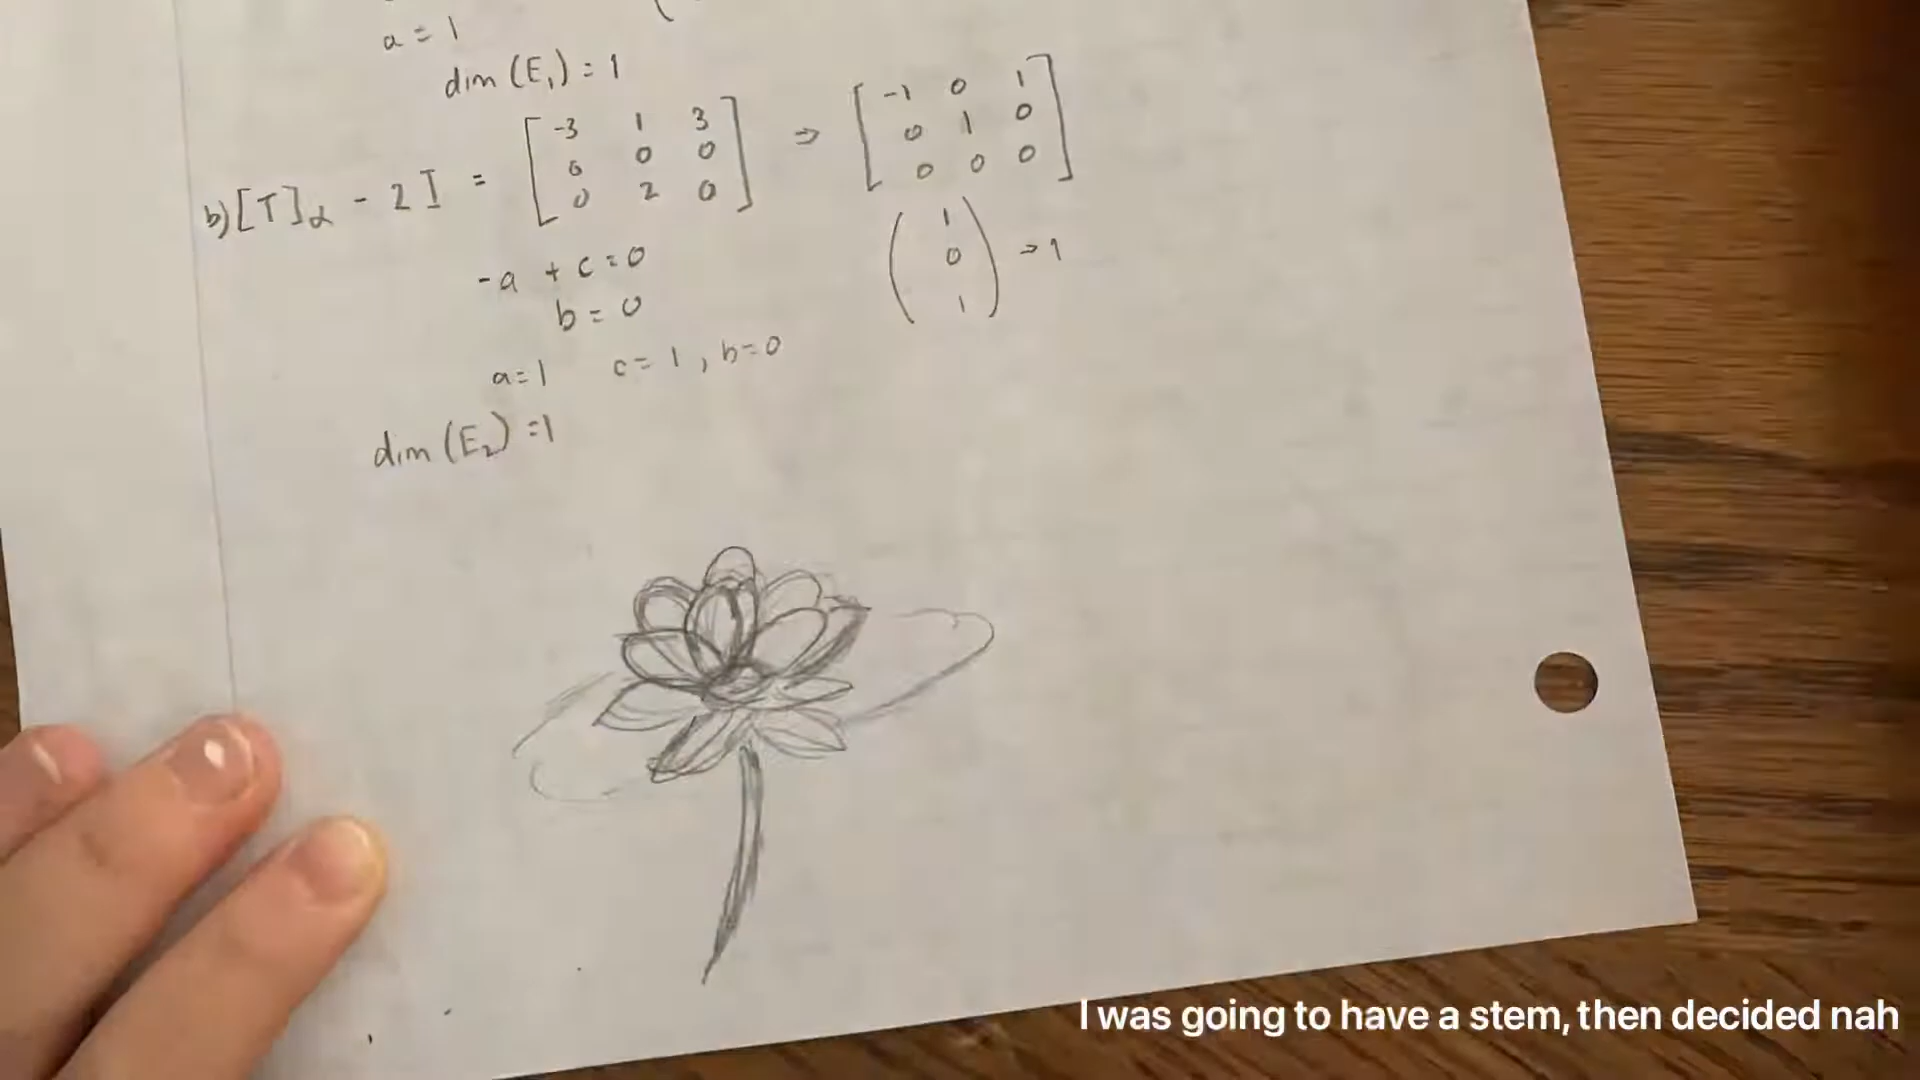 a = 1
dim (E₁) = 1
b) [T]α - 2I = [ -3 1 3 ⇒ [ -1 0 1
0 0 0 0 1 0
0 2 0 ] 0 0 0 ]
-a + c = 0
b = 0
( 1
0 ⇒ 1
1 )
a=1 c = 1, b=0
dim (E₂) =1
I was going to have a stem, then decided nah